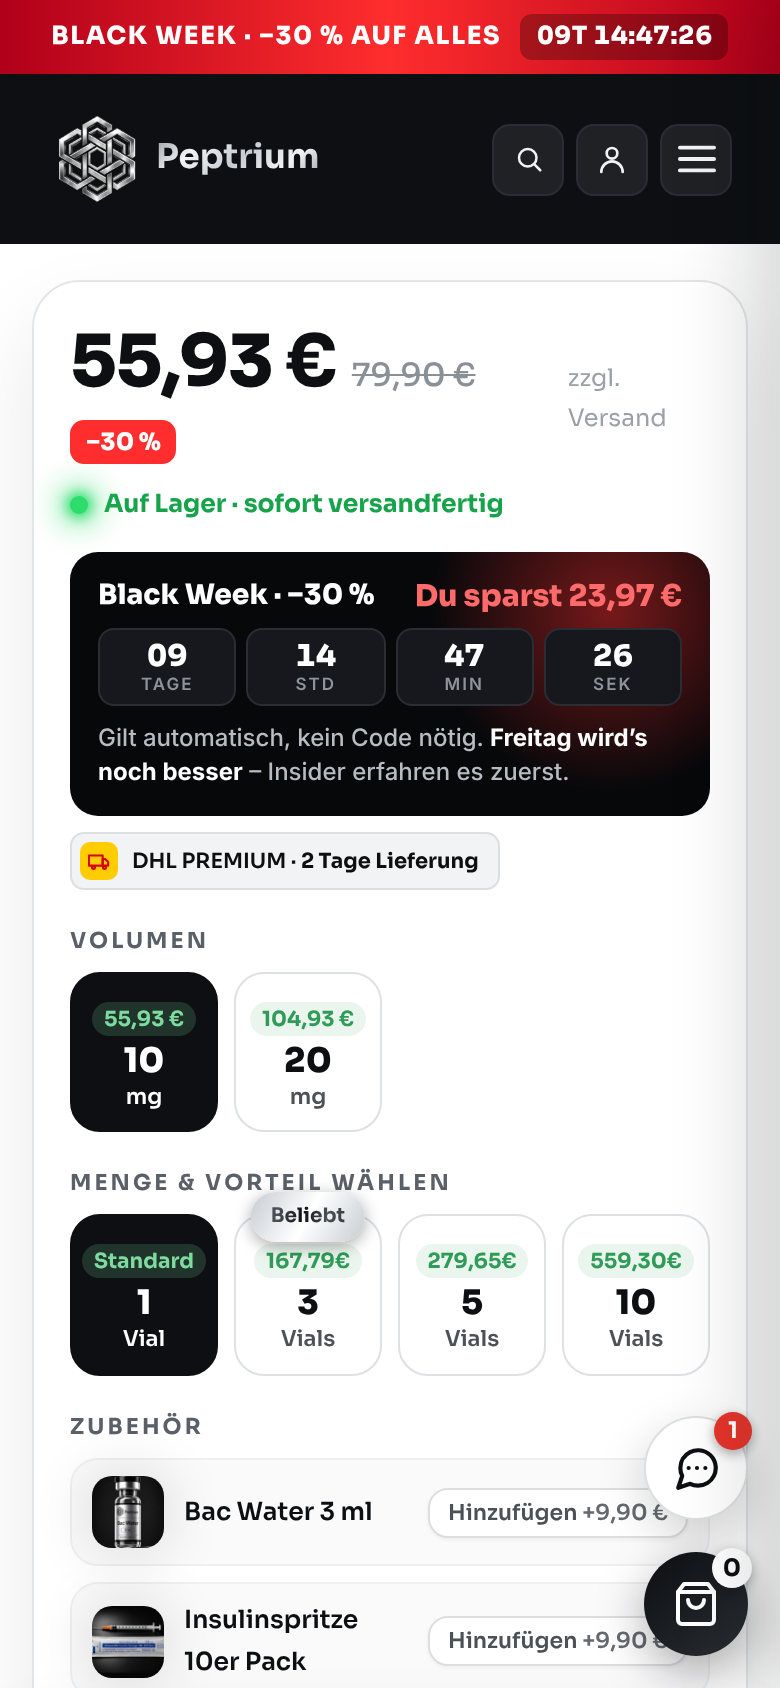 BLACK WEEK · −30 % AUF ALLES 09T 14:47:26
Peptrium
55,93 € 79,90 € zzgl. Versand
−30 %
Auf Lager · sofort versandfertig
Black Week · −30 % Du sparst 23,97 €
09 14 47 26
TAGE STD MIN SEK
Gilt automatisch, kein Code nötig. Freitag wird's
noch besser – Insider erfahren es zuerst.
DHL PREMIUM · 2 Tage Lieferung
VOLUMEN
55,93 € 104,93 €
10 20
mg mg
MENGE & VORTEIL WÄHLEN
Beliebt
Standard 167,79€ 279,65€ 559,30€
1 3 5 10
Vial Vials Vials Vials
ZUBEHÖR
1
Bac Water 3 ml Hinzufügen +9,90 €
0
Insulinspritze
10er Pack
Hinzufügen +9,90 €